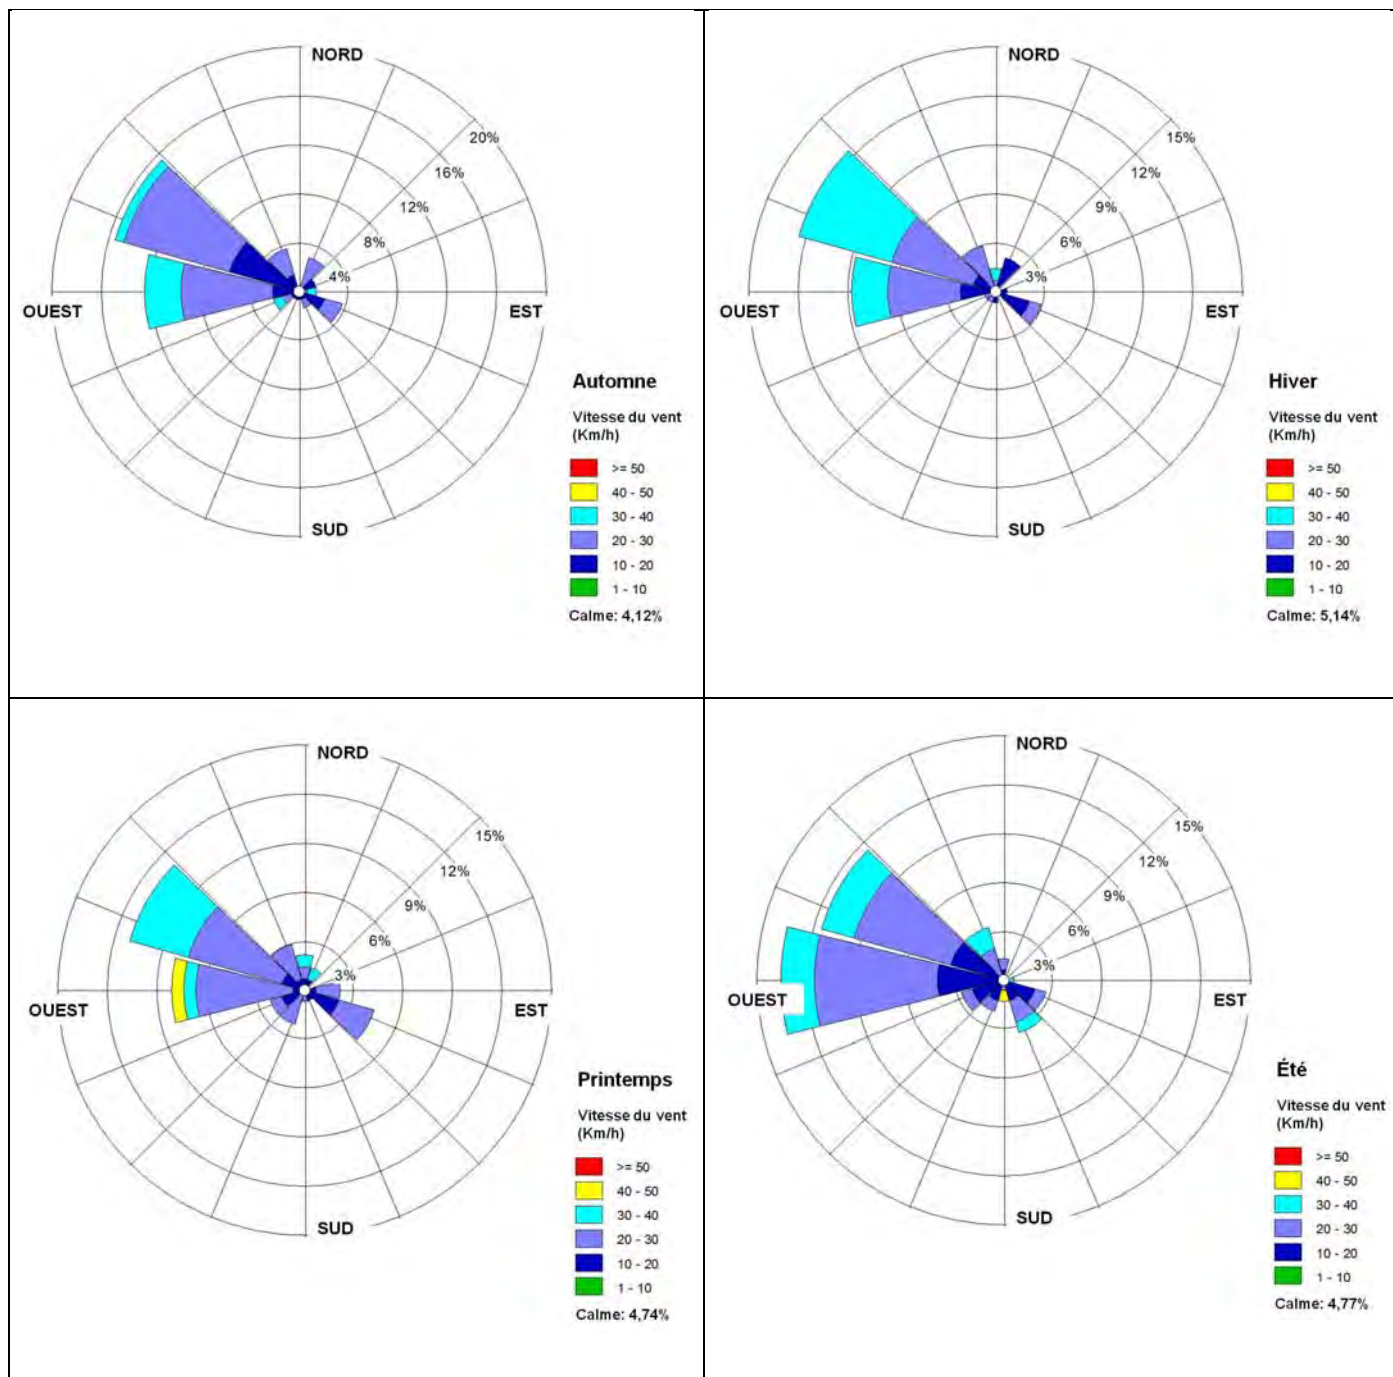 NORD
20%
16%
12%
8%
4%
OUEST
EST
SUD
Automne
Vitesse du vent
(Km/h)
>= 50
40 - 50
30 - 40
20 - 30
10 - 20
1 - 10
Calme: 4,12%
NORD
15%
12%
9%
6%
3%
OUEST
EST
SUD
Hiver
Vitesse du vent
(Km/h)
>= 50
40 - 50
30 - 40
20 - 30
10 - 20
1 - 10
Calme: 5,14%
NORD
15%
12%
9%
6%
3%
OUEST
EST
SUD
Printemps
Vitesse du vent
(Km/h)
>= 50
40 - 50
30 - 40
20 - 30
10 - 20
1 - 10
Calme: 4,74%
NORD
15%
12%
9%
6%
3%
OUEST
EST
SUD
Été
Vitesse du vent
(Km/h)
>= 50
40 - 50
30 - 40
20 - 30
10 - 20
1 - 10
Calme: 4,77%